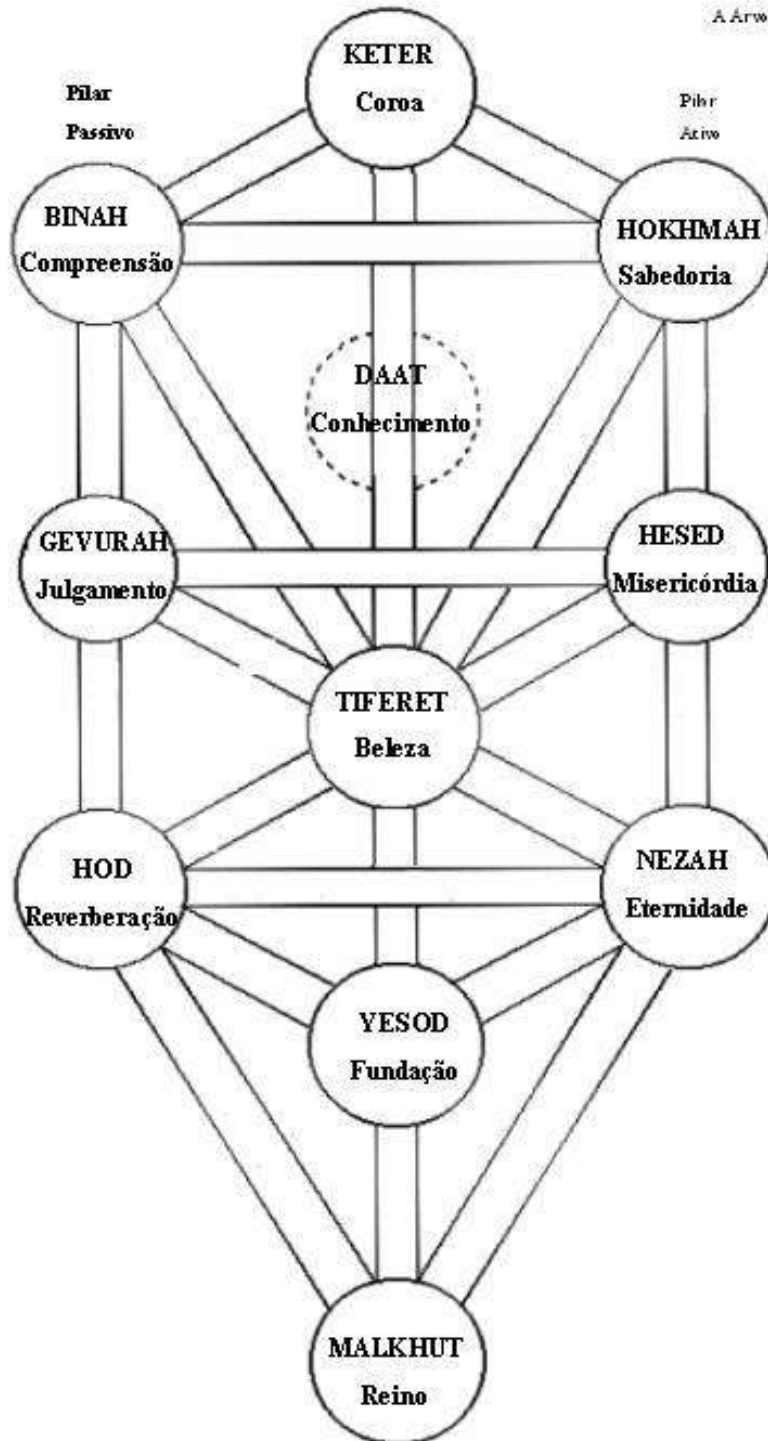 A Arvo
KETER
Coroa
Pilar
Passivo
Pilar
Ativo
BINAH
Compreensão
HOKHMAH
Sabedoria
DAAT
Conhecimento
GEVURAH
Julgamento
HESED
Misericórdia
TIFERET
Beleza
HOD
Reverberação
NEZAH
Eternidade
YESOD
Fundação
MALKHUT
Reino